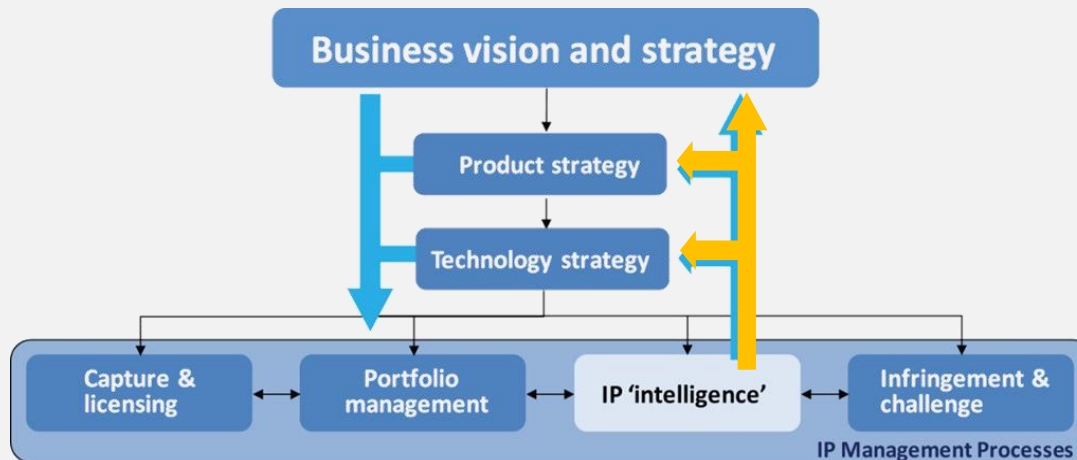 Business vision and strategy
Product strategy
Technology strategy
Capture &
licensing
Portfolio
management
IP ‘intelligence’
Infringement &
challenge
IP Management Processes